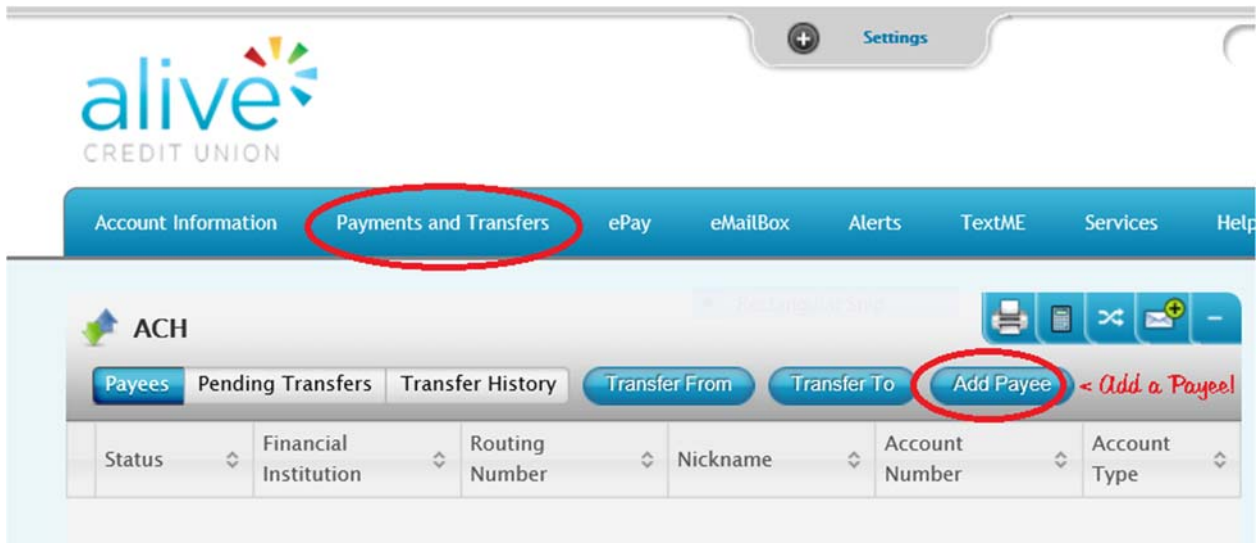 Settings
alive
CREDIT UNION
Account Information Payments and Transfers ePay eMailBox Alerts TextME Services Help
ACH
Payees Pending Transfers Transfer History Transfer From Transfer To Add Payee < Add a Payee!
Status Financial Institution Routing Number Nickname Account Number Account Type